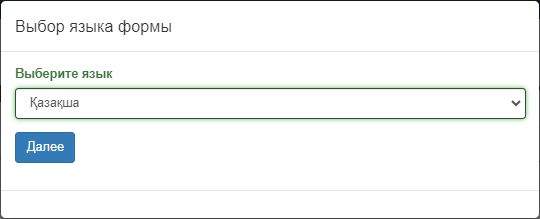 Выбор языка формы
Выберите язык
Қазақша
Далее